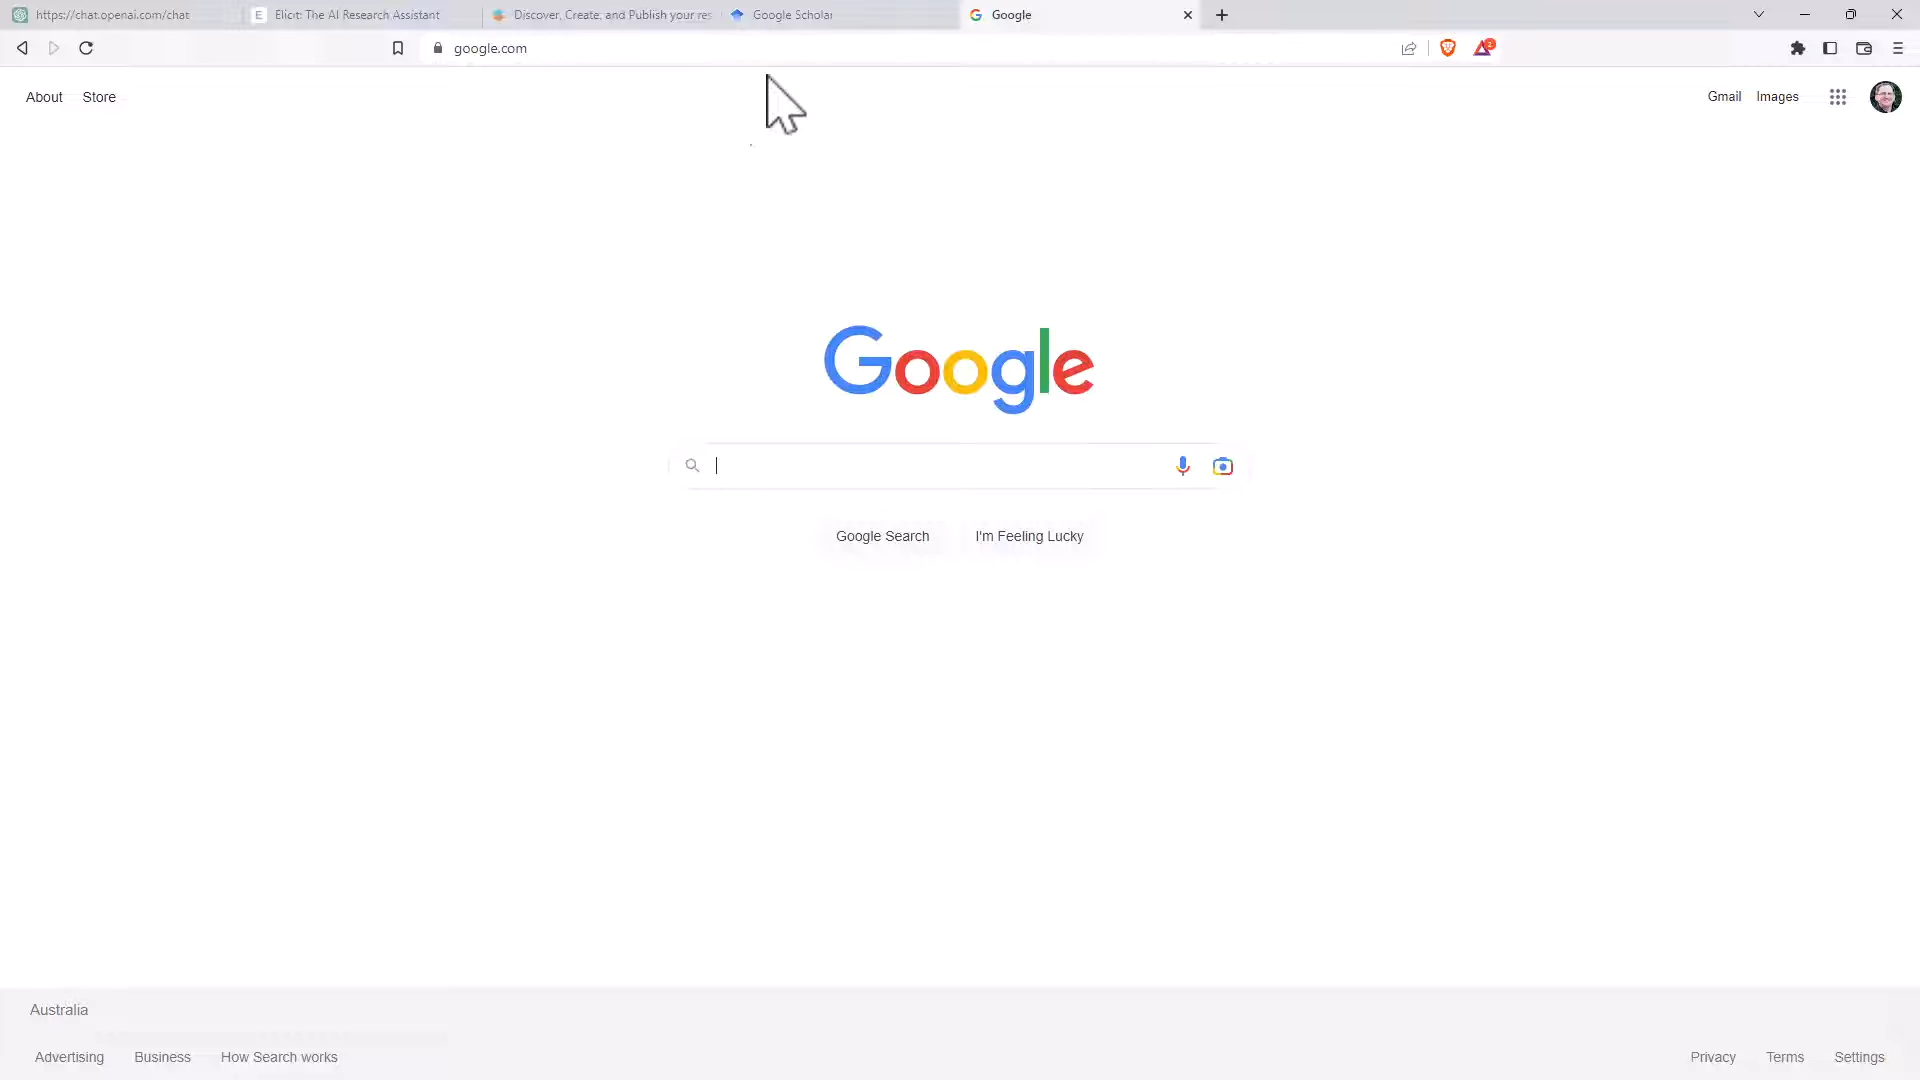 https://chat.openai.com/chat
E Elicit: The AI Research Assistant
Discover, Create, and Publish your res
Google Scholar
Google
google.com
2
About Store
Gmail Images
Google
Google Search I'm Feeling Lucky
Australia
Advertising Business How Search works
Privacy Terms Settings